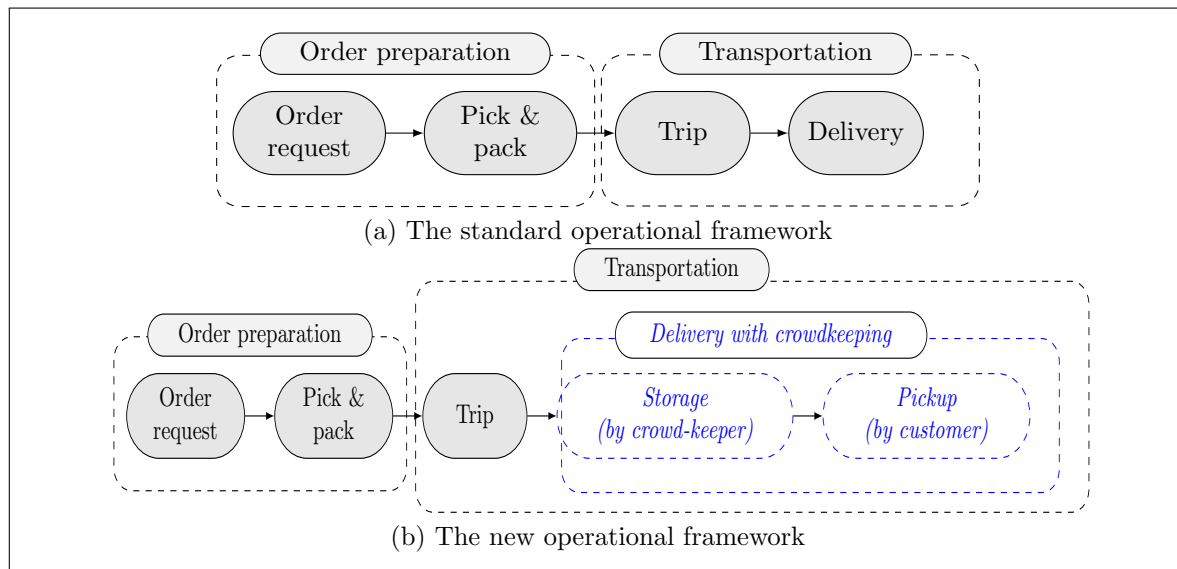 Order preparation
Transportation
Order
request
Pick &
pack
Trip
Delivery
(a) The standard operational framework
Transportation
Order preparation
Delivery with crowdkeeping
Order
request
Pick &
pack
Trip
Storage
(by crowd-keeper)
Pickup
(by customer)
(b) The new operational framework